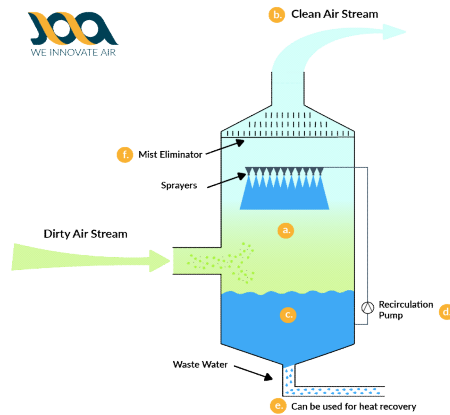 b. Clean Air Stream
JOA
WE INNOVATE AIR
f. Mist Eliminator
Sprayers
a.
Dirty Air Stream
c.
Recirculation
Pump
d
Waste Water
e. Can be used for heat recovery